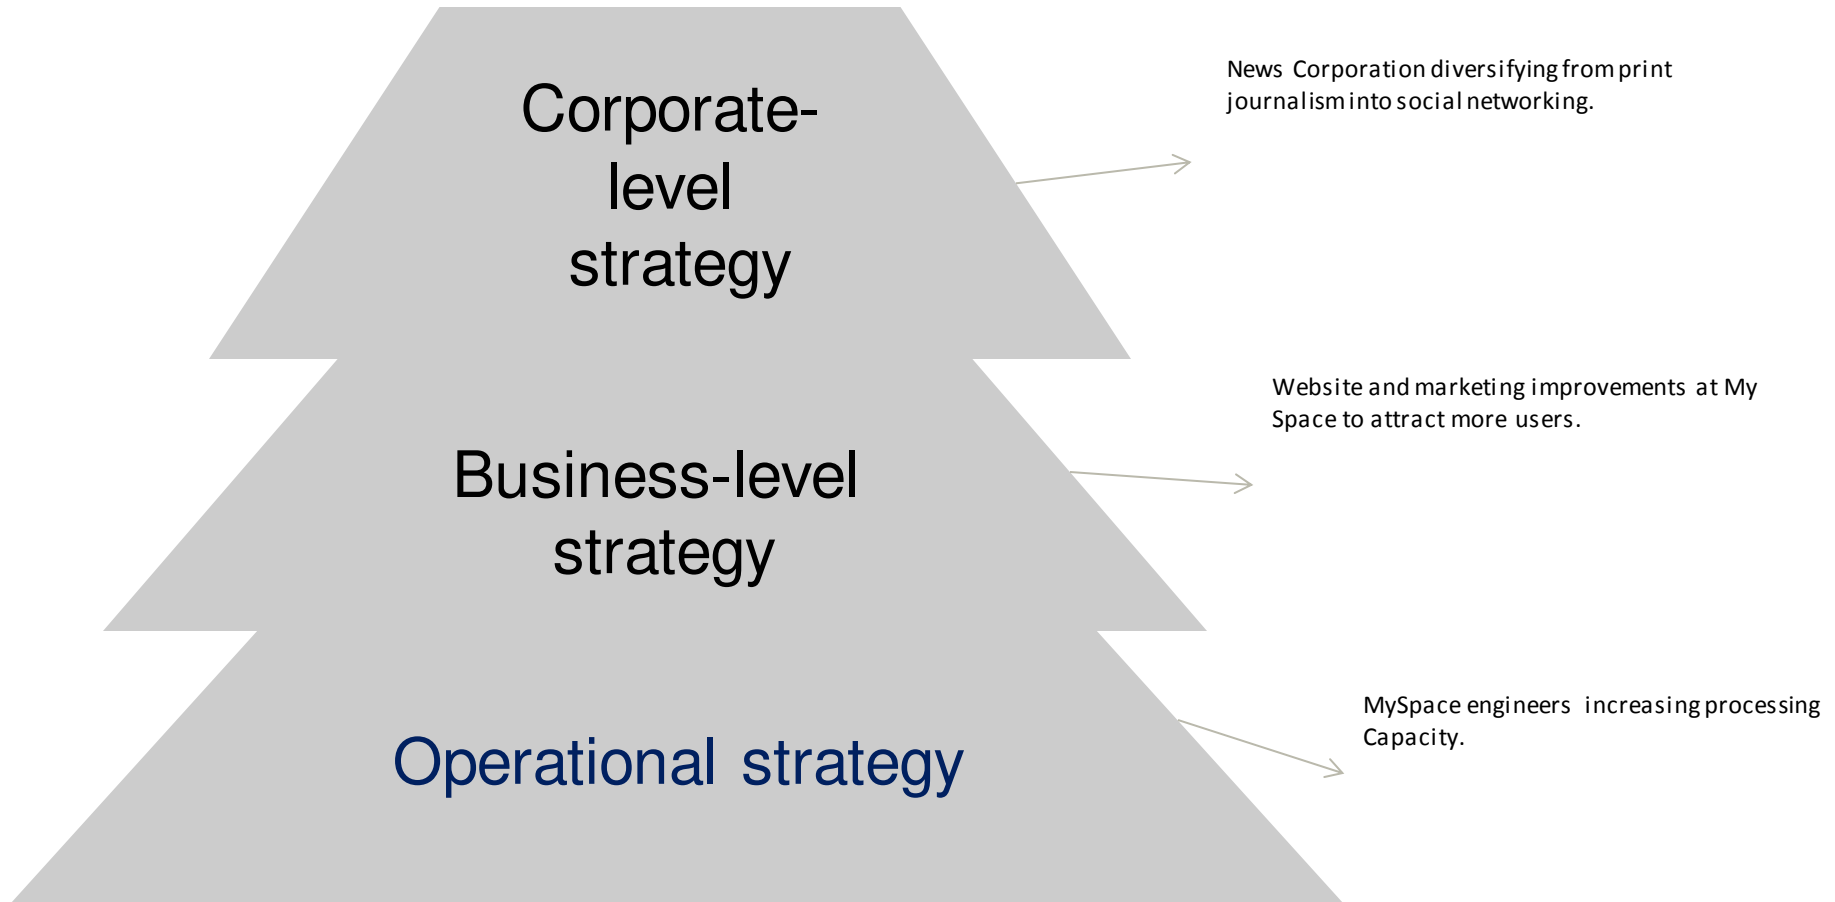 Corporate-
level
strategy
News Corporation diversifying from print
journalism into social networking.
Business-level
strategy
Website and marketing improvements at My
Space to attract more users.
Operational strategy
MySpace engineers increasing processing
Capacity.